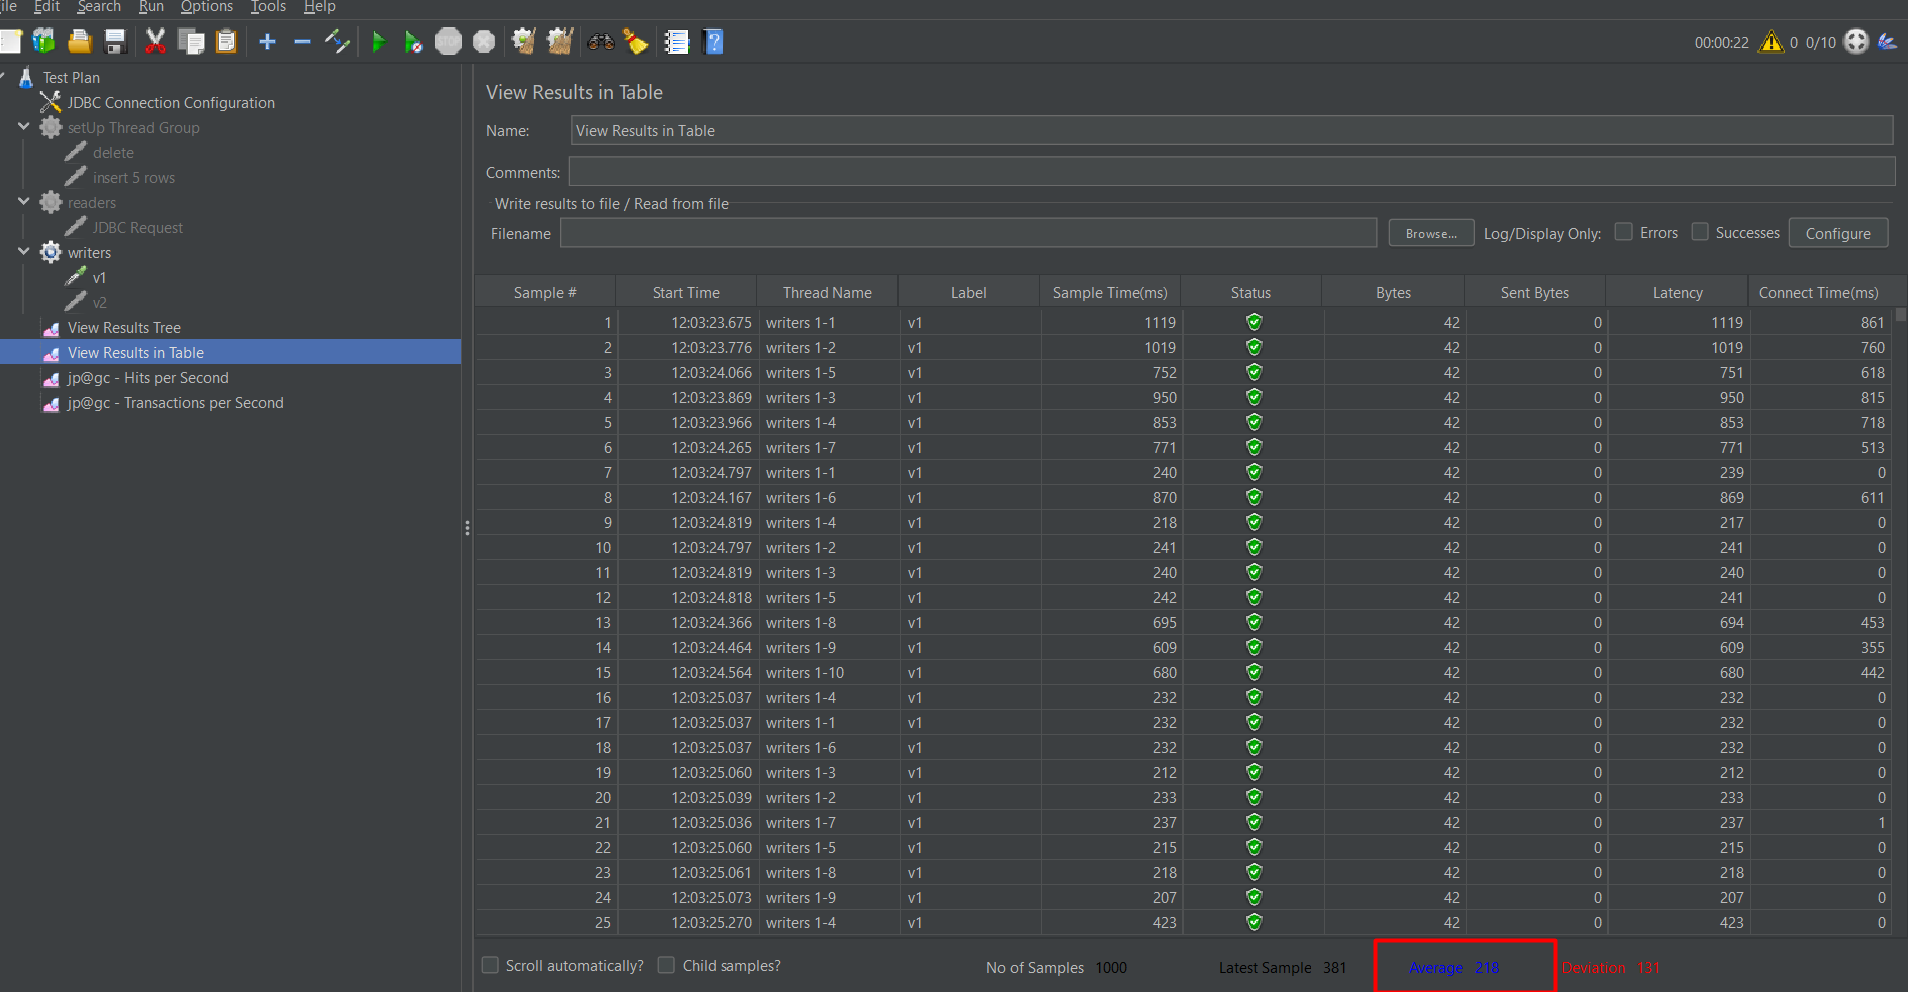 ile Edit Search Run Options Tools Help
00:00:22 0 0/10
Test Plan
JDBC Connection Configuration
setUp Thread Group
delete
insert 5 rows
readers
JDBC Request
writers
v1
v2
View Results Tree
View Results in Table
jp@gc - Hits per Second
jp@gc - Transactions per Second
View Results in Table
Name: View Results in Table
Comments:
Write results to file / Read from file
Filename Browse... Log/Display Only: Errors Successes Configure
Sample # Start Time Thread Name Label Sample Time(ms) Status Bytes Sent Bytes Latency Connect Time(ms)
1 12:03:23.675 writers 1-1 v1 1119 42 0 1119 861
2 12:03:23.776 writers 1-2 v1 1019 42 0 1019 760
3 12:03:24.066 writers 1-5 v1 752 42 0 751 618
4 12:03:23.869 writers 1-3 v1 950 42 0 950 815
5 12:03:23.966 writers 1-4 v1 853 42 0 853 718
6 12:03:24.265 writers 1-7 v1 771 42 0 771 513
7 12:03:24.797 writers 1-1 v1 240 42 0 239 0
8 12:03:24.167 writers 1-6 v1 870 42 0 869 611
9 12:03:24.819 writers 1-4 v1 218 42 0 217 0
10 12:03:24.797 writers 1-2 v1 241 42 0 241 0
11 12:03:24.819 writers 1-3 v1 240 42 0 240 0
12 12:03:24.818 writers 1-5 v1 242 42 0 241 0
13 12:03:24.366 writers 1-8 v1 695 42 0 694 453
14 12:03:24.464 writers 1-9 v1 609 42 0 609 355
15 12:03:24.564 writers 1-10 v1 680 42 0 680 442
16 12:03:25.037 writers 1-4 v1 232 42 0 232 0
17 12:03:25.037 writers 1-1 v1 232 42 0 232 0
18 12:03:25.037 writers 1-6 v1 232 42 0 232 0
19 12:03:25.060 writers 1-3 v1 212 42 0 212 0
20 12:03:25.039 writers 1-2 v1 233 42 0 233 0
21 12:03:25.036 writers 1-7 v1 237 42 0 237 1
22 12:03:25.060 writers 1-5 v1 215 42 0 215 0
23 12:03:25.061 writers 1-8 v1 218 42 0 218 0
24 12:03:25.073 writers 1-9 v1 207 42 0 207 0
25 12:03:25.270 writers 1-4 v1 423 42 0 423 0
Scroll automatically? Child samples? No of Samples 1000 Latest Sample 381 Average 218 Deviation 131